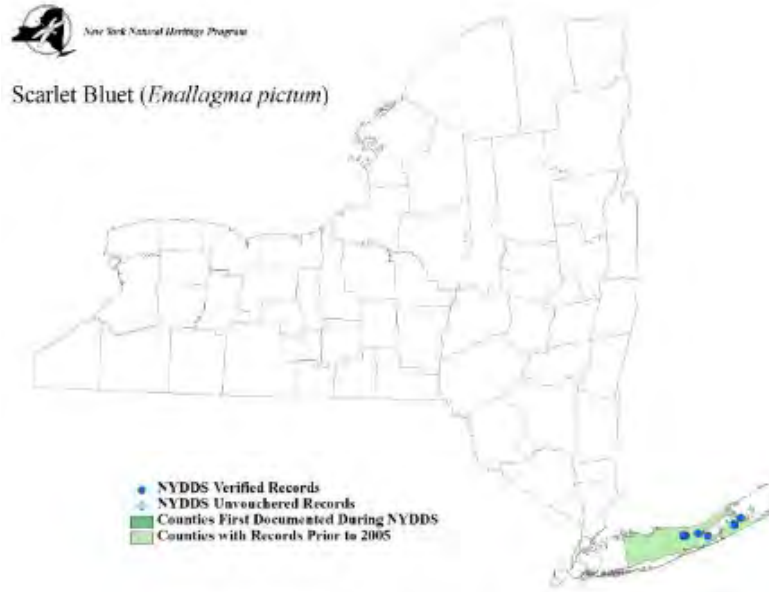 New York Natural Heritage Program
Scarlet Bluet (Enallagma pictum)
NYDDS Verified Records
NYDDS Unvouchered Records
Counties First Documented During NYDDS
Counties with Records Prior to 2005